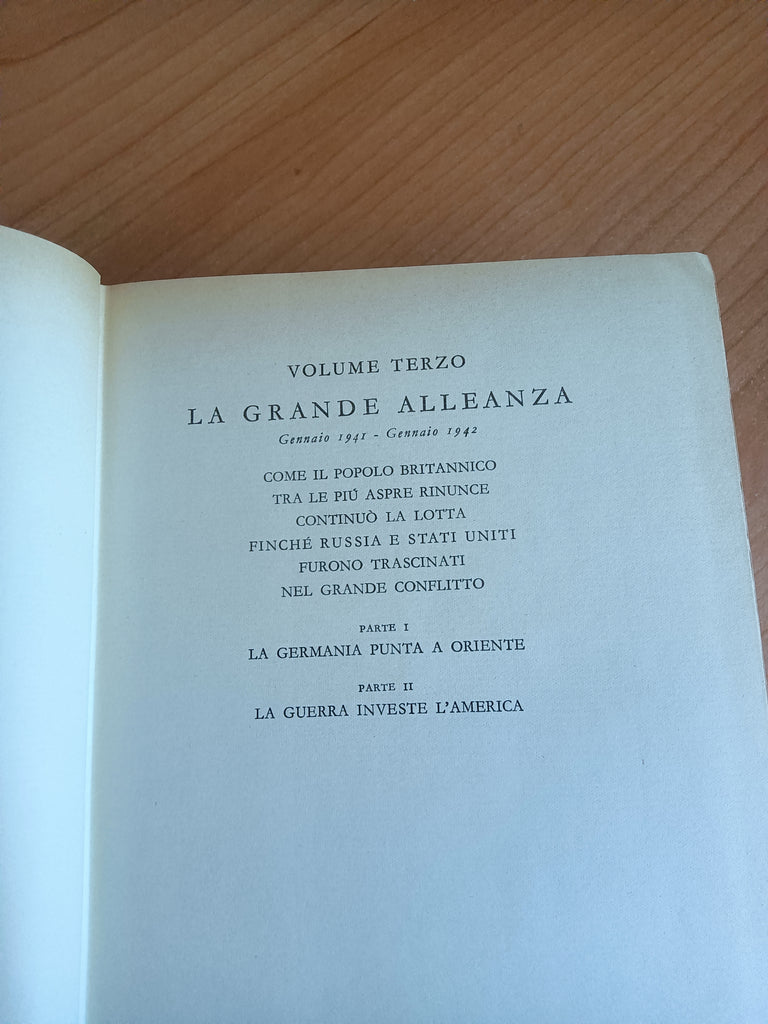 VOLUME TERZO
LA GRANDE ALLEANZA
Gennaio 1941 - Gennaio 1942
COME IL POPOLO BRITANNICO
TRA LE PIÚ ASPRE RINUNCE
CONTINUÒ LA LOTTA
FINCHÉ RUSSIA E STATI UNITI
FURONO TRASCINATI
NEL GRANDE CONFLITTO
PARTE I
LA GERMANIA PUNTA A ORIENTE
PARTE II
LA GUERRA INVESTE L'AMERICA